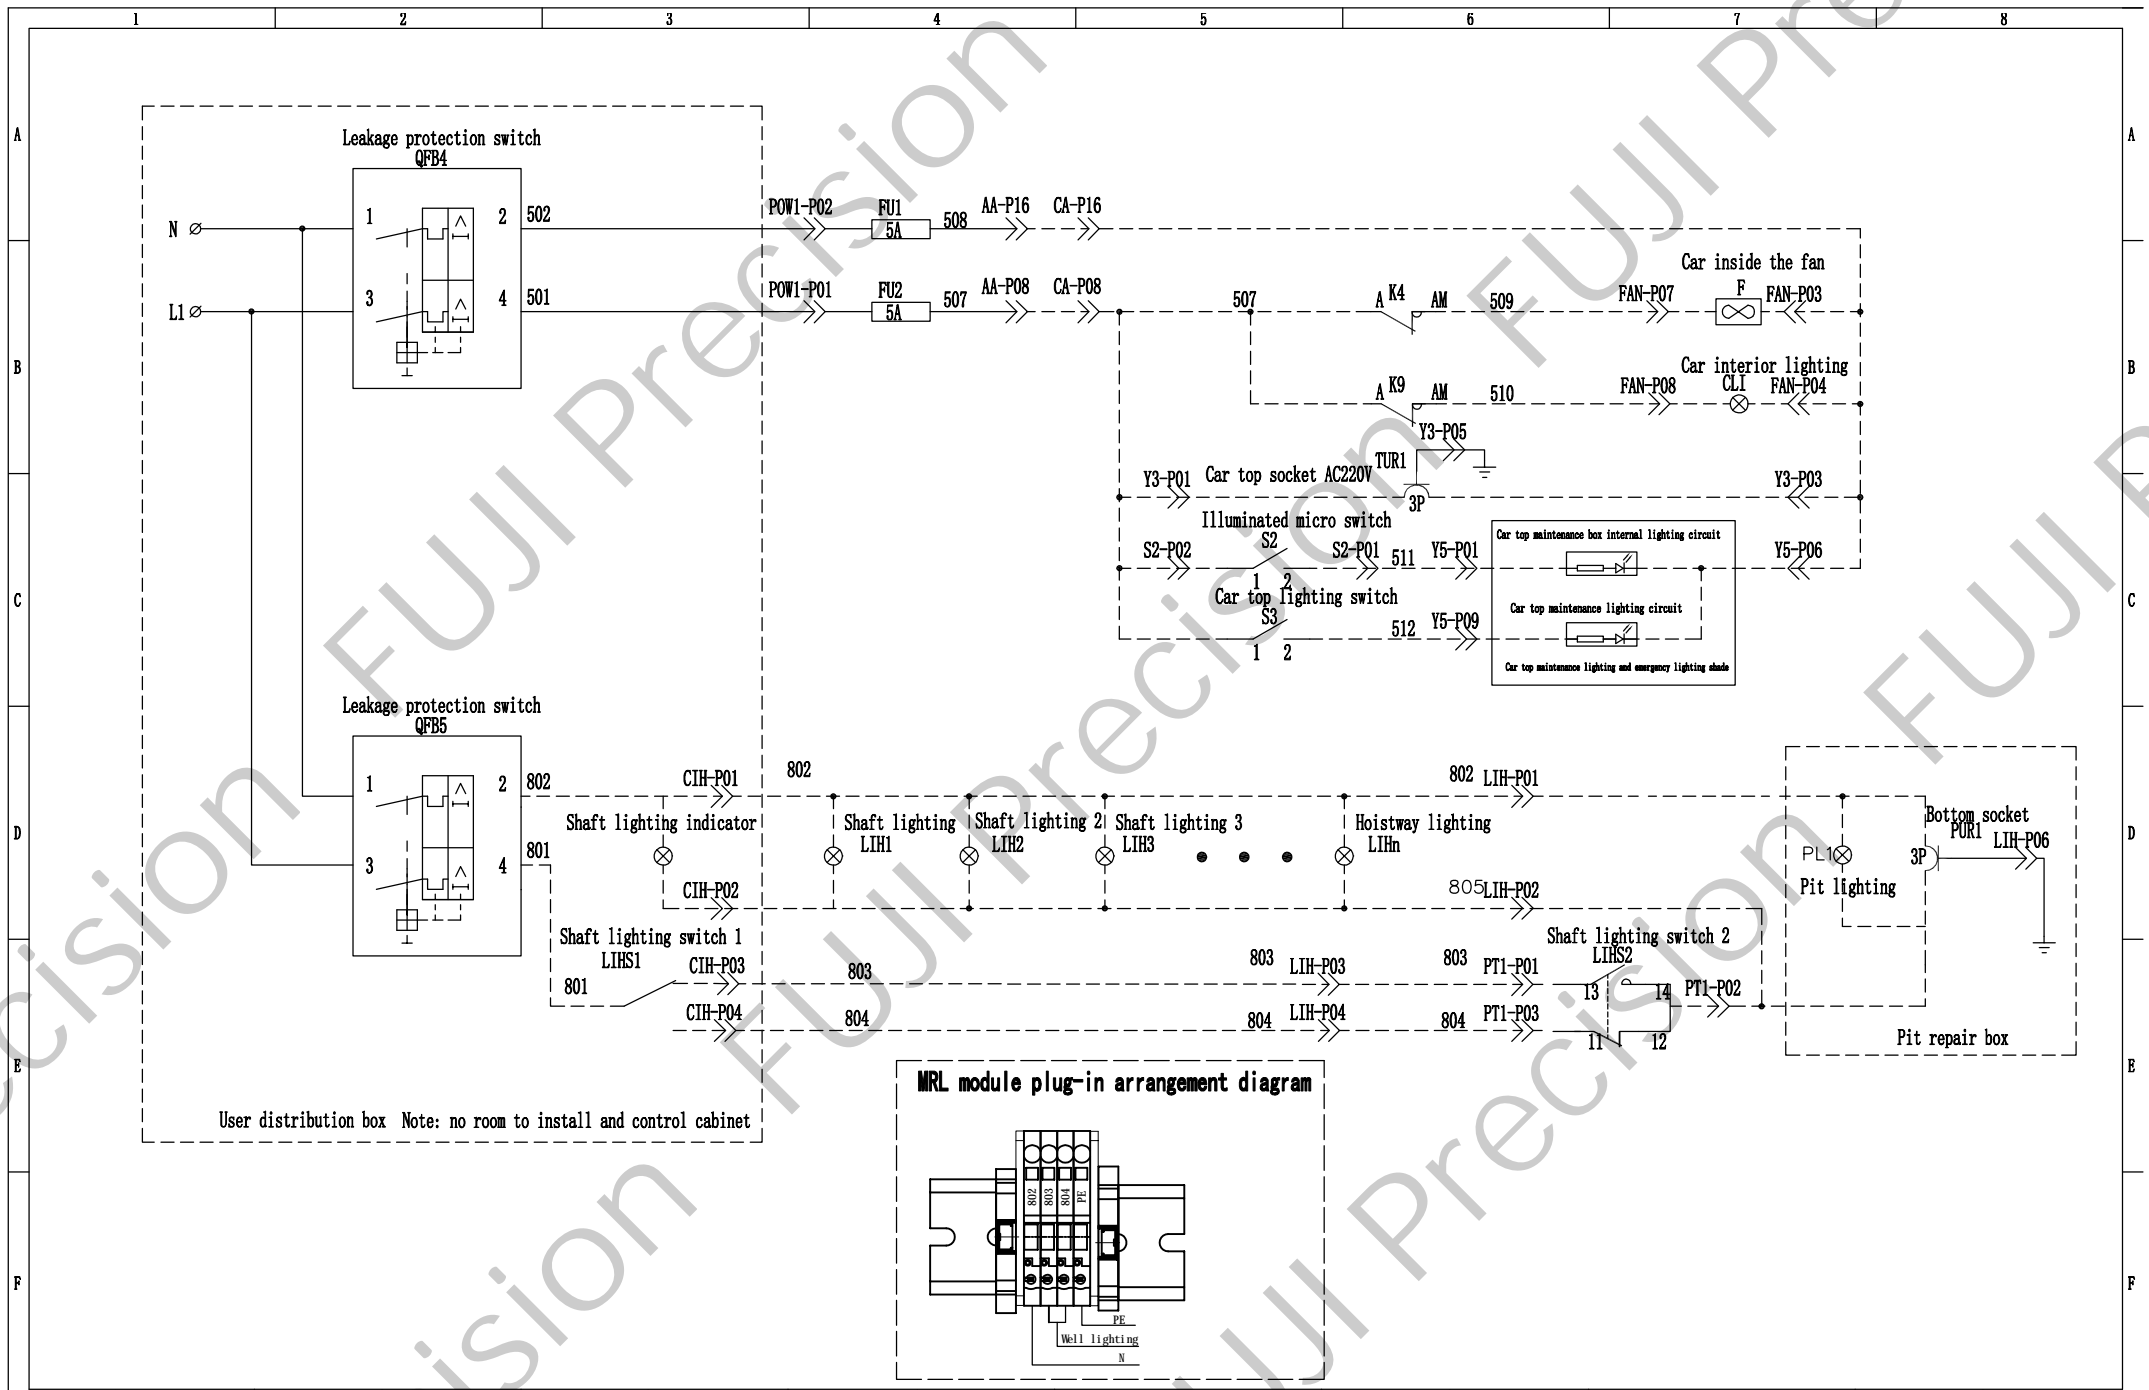 1 2 3 4 5 6 7 8
A A
Leakage protection switch
QFB4
N 1 2 502 POW1-P02 FU1 5A 508 AA-P16 CA-P16
L1 3 4 501 POW1-P01 FU2 5A 507 AA-P08 CA-P08
507 A K4 AM 509 FAN-P07 F FAN-P03
Car inside the fan
B B
Car interior lighting
A K9 AM 510 FAN-P08 CLI FAN-P04
Y3-P05
TUR1
Y3-P01 Car top socket AC220V 3P Y3-P03
Illuminated micro switch
S2-P02 S2 1 2 S2-P01 511 Y5-P01 Y5-P06
Car top maintenance box internal lighting circuit
C C
Car top lighting switch
S3 1 2 512 Y5-P09
Car top maintenance lighting circuit
Car top maintenance lighting and emergency lighting shade
Leakage protection switch
QFB5
1 2 802 CIH-P01 802 802 LIH-P01
3 4 801
D D
Shaft lighting indicator
Shaft lighting
LIH1
Shaft lighting 2
LIH2
Shaft lighting 3
LIH3
Hoistway lighting
LIHn
PL1
Pit lighting
Bottom socket
PUR1
3P LIH-P06
CIH-P02 805 LIH-P02
Shaft lighting switch 1
LIHS1
801 CIH-P03 803 803 LIH-P03 803 PT1-P01
Shaft lighting switch 2
LIHS2
13 14 PT1-P02
CIH-P04 804 804 LIH-P04 804 PT1-P03 11 12
Pit repair box
E E
User distribution box Note: no room to install and control cabinet
MRL module plug-in arrangement diagram
802 803 804 PE
F F
PE
Well lighting
N
FUJI Precision
FUJI Precision
FUJI Precision